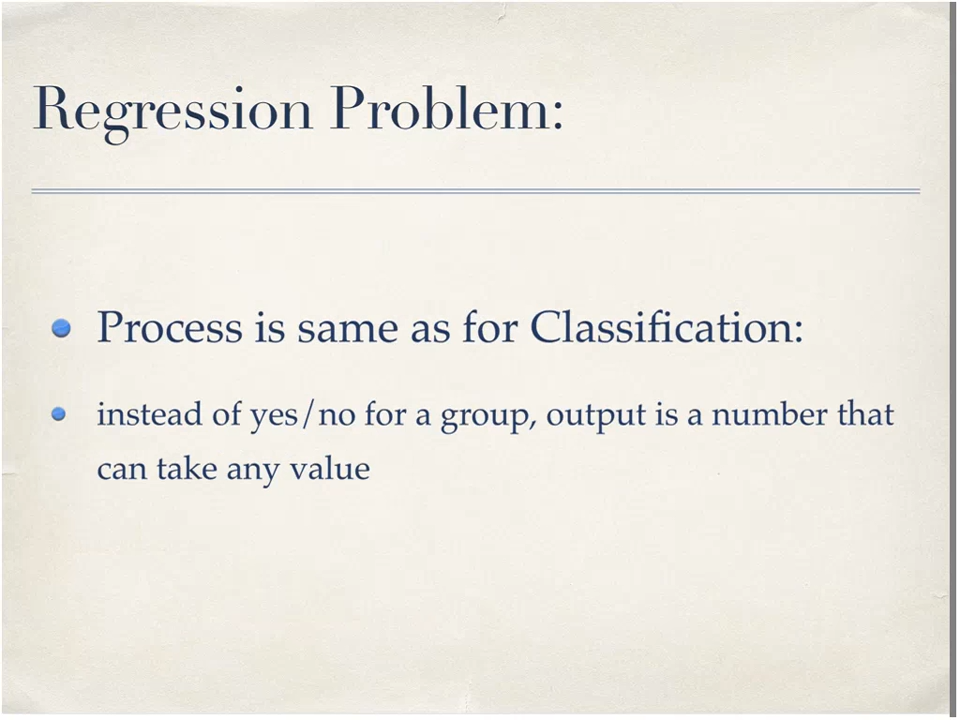 Regression Problem:
Process is same as for Classification:
instead of yes/no for a group, output is a number that
can take any value